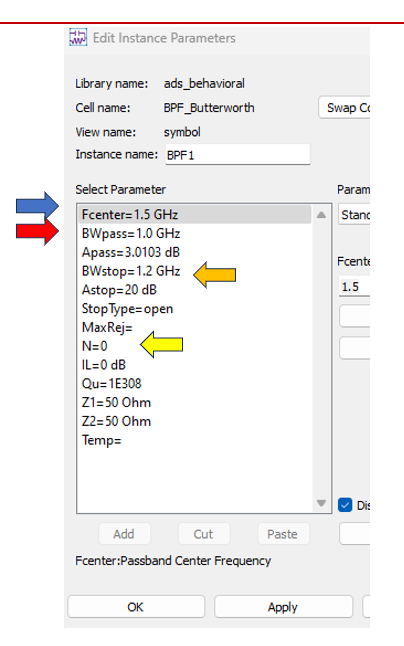 Edit Instance Parameters
Library name: ads_behavioral
Cell name: BPF_Butterworth
Swap Co
View name: symbol
Instance name: BPF1
Select Parameter
Param
Fcenter=1.5 GHz
Stand
BWpass=1.0 GHz
Apass=3.0103 dB
Fcente
BWstop=1.2 GHz
1.5
Astop=20 dB
StopType=open
MaxRej=
N=0
IL=0 dB
Qu=1E308
Z1=50 Ohm
Z2=50 Ohm
Temp=
Dis
Add Cut Paste
Fcenter:Passband Center Frequency
OK Apply